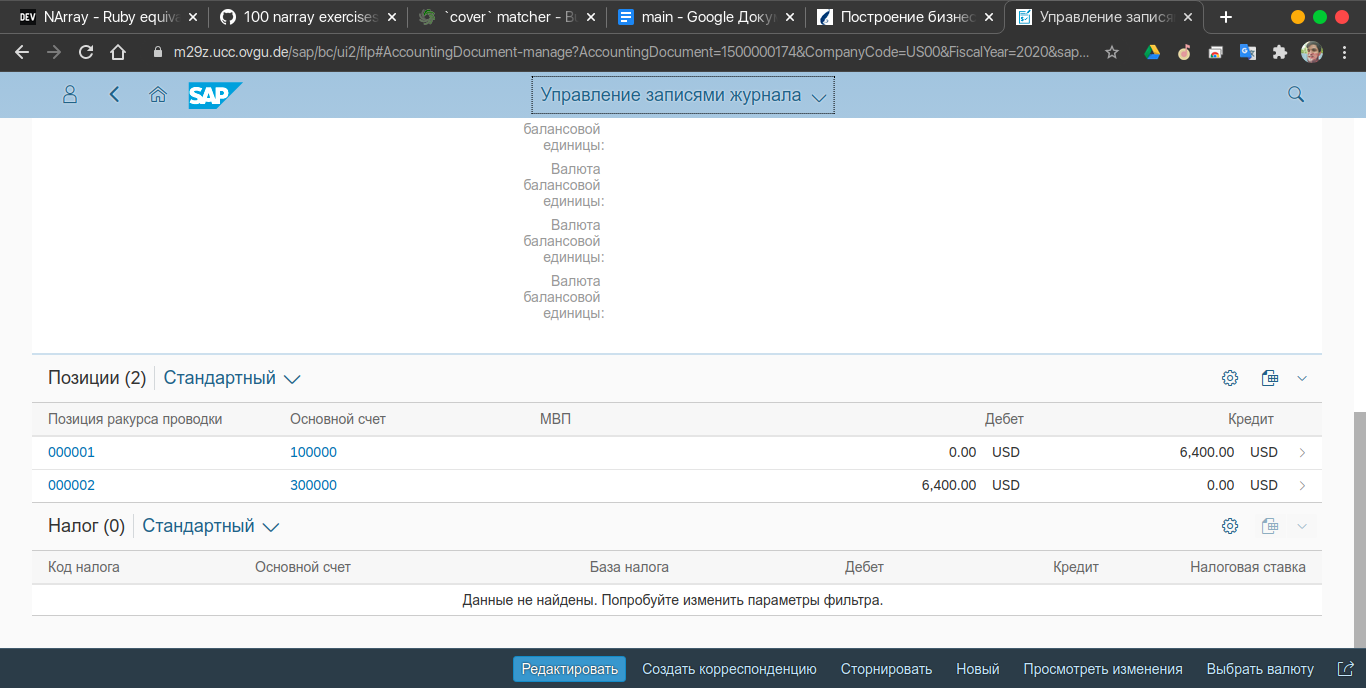 DEV NArray - Ruby equiva
100 narray exercises
`cover` matcher - Bu
main - Google Доку
Построение бизнес
Управление запися
m29z.ucc.ovgu.de/sap/bc/ui2/flp#AccountingDocument-manage?AccountingDocument=1500000174&CompanyCode=US00&FiscalYear=2020&sap...
SAP Управление записями журнала
балансовой
единицы:
Валюта
балансовой
единицы:
Валюта
балансовой
единицы:
Валюта
балансовой
единицы:
Позиции (2) Стандартный
Позиция ракурса проводки Основной счет МВП Дебет Кредит
000001 100000 0.00 USD 6,400.00 USD
000002 300000 6,400.00 USD 0.00 USD
Налог (0) Стандартный
Код налога Основной счет База налога Дебет Кредит Налоговая ставка
Данные не найдены. Попробуйте изменить параметры фильтра.
Редактировать Создать корреспонденцию Сторнировать Новый Просмотреть изменения Выбрать валюту